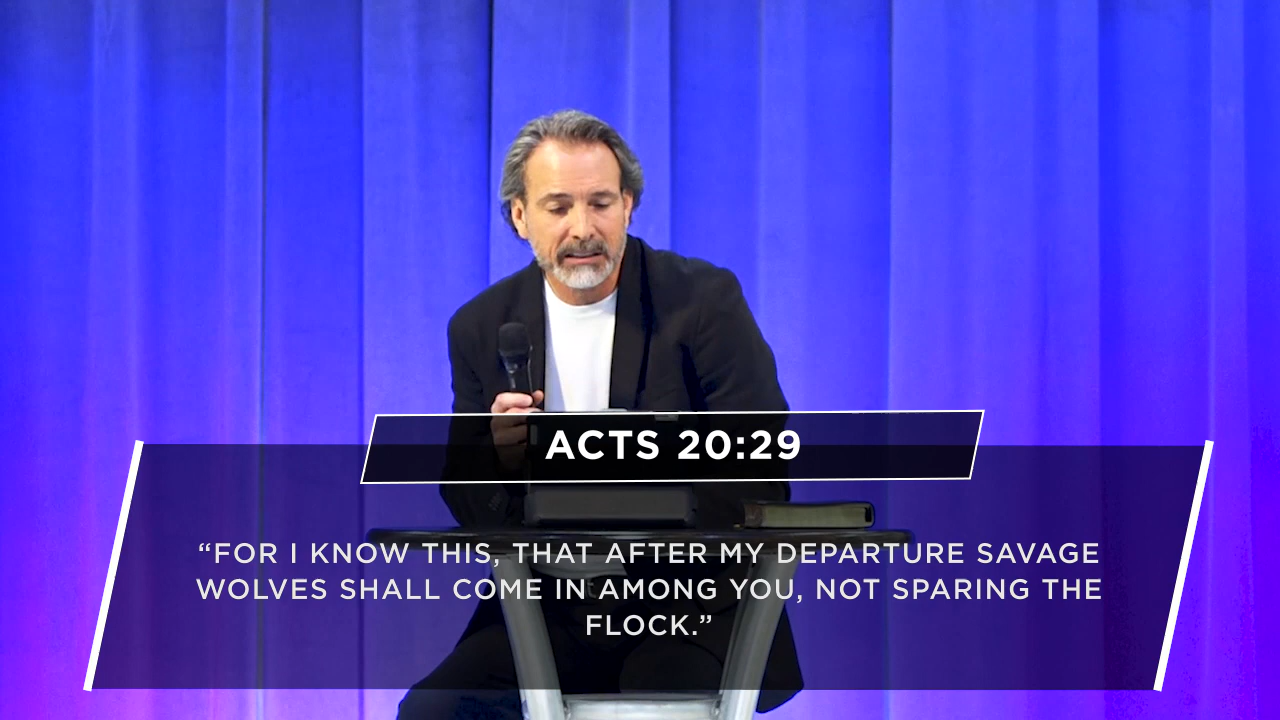 ACTS 20:29
“FOR I KNOW THIS, THAT AFTER MY DEPARTURE SAVAGE
WOLVES SHALL COME IN AMONG YOU, NOT SPARING THE
FLOCK.”